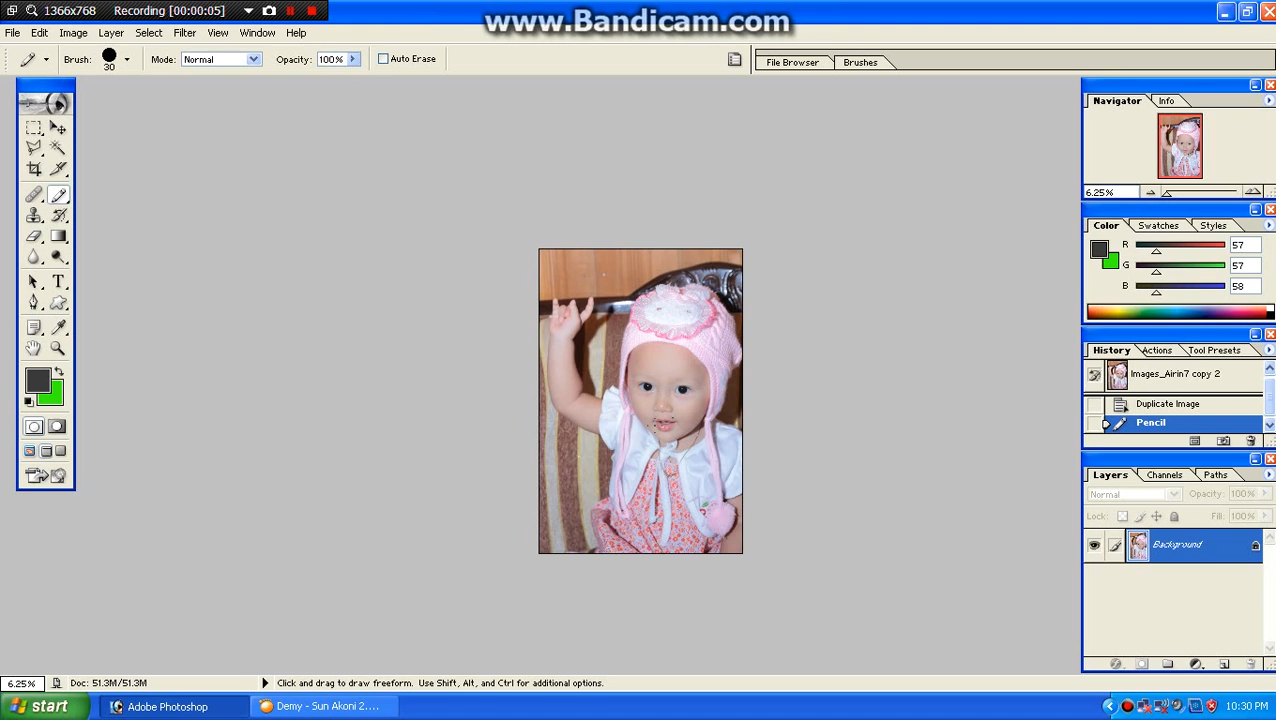 1366x768 Recording [00:00:05]
www.Bandicam.com
File Edit Image Layer Select Filter View Window Help
Brush: 30 Mode: Normal Opacity: 100% Auto Erase File Browser Brushes
Navigator Info
6.25%
Color Swatches Styles
R 57
G 57
B 58
History Actions Tool Presets
Images_Airin7 copy 2
Duplicate Image
Pencil
Layers Channels Paths
Normal Opacity: 100%
Lock: Fill: 100%
Background
6.25% Doc: 51.3M/51.3M Click and drag to draw freeform. Use Shift, Alt, and Ctrl for additional options.
start Adobe Photoshop Demy - Sun Akoni 2.... 10:30 PM